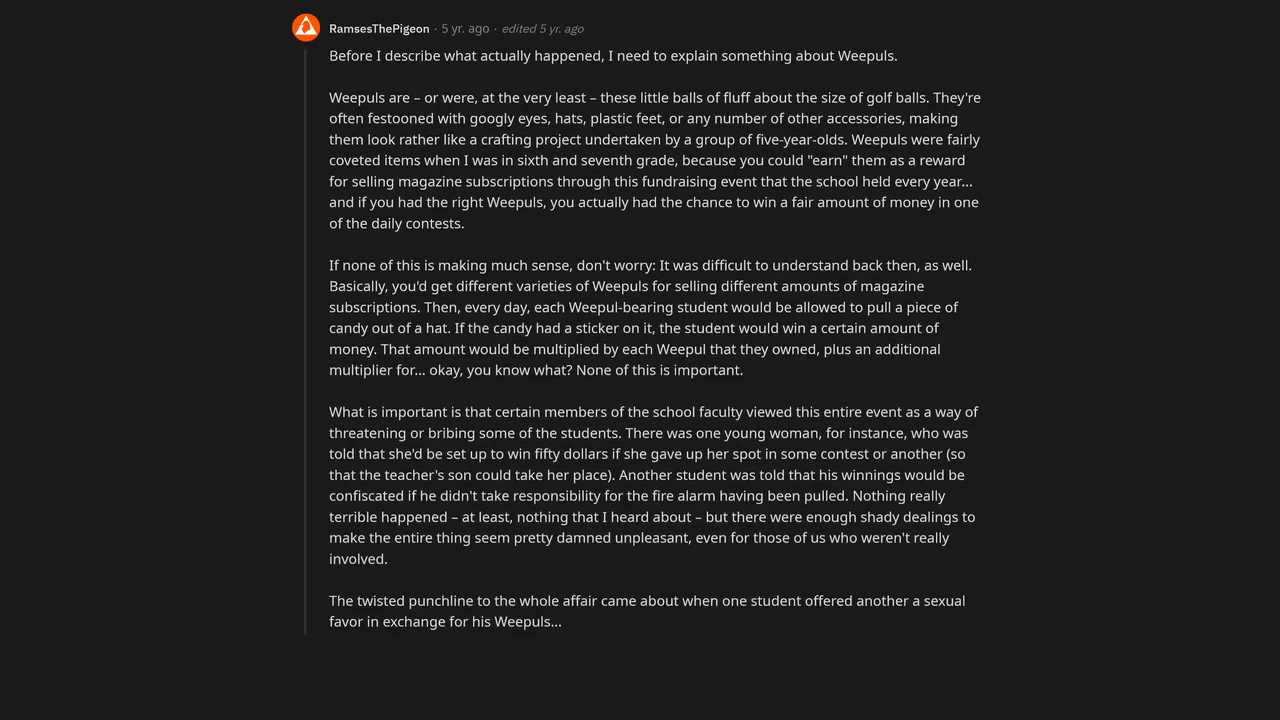 RamsesThePigeon · 5 yr. ago · edited 5 yr. ago
Before I describe what actually happened, I need to explain something about Weepuls.
Weepuls are – or were, at the very least – these little balls of fluff about the size of golf balls. They're
often festooned with googly eyes, hats, plastic feet, or any number of other accessories, making
them look rather like a crafting project undertaken by a group of five-year-olds. Weepuls were fairly
coveted items when I was in sixth and seventh grade, because you could "earn" them as a reward
for selling magazine subscriptions through this fundraising event that the school held every year...
and if you had the right Weepuls, you actually had the chance to win a fair amount of money in one
of the daily contests.
If none of this is making much sense, don't worry: It was difficult to understand back then, as well.
Basically, you'd get different varieties of Weepuls for selling different amounts of magazine
subscriptions. Then, every day, each Weepul-bearing student would be allowed to pull a piece of
candy out of a hat. If the candy had a sticker on it, the student would win a certain amount of
money. That amount would be multiplied by each Weepul that they owned, plus an additional
multiplier for... okay, you know what? None of this is important.
What is important is that certain members of the school faculty viewed this entire event as a way of
threatening or bribing some of the students. There was one young woman, for instance, who was
told that she'd be set up to win fifty dollars if she gave up her spot in some contest or another (so
that the teacher's son could take her place). Another student was told that his winnings would be
confiscated if he didn't take responsibility for the fire alarm having been pulled. Nothing really
terrible happened – at least, nothing that I heard about – but there were enough shady dealings to
make the entire thing seem pretty damned unpleasant, even for those of us who weren't really
involved.
The twisted punchline to the whole affair came about when one student offered another a sexual
favor in exchange for his Weepuls...